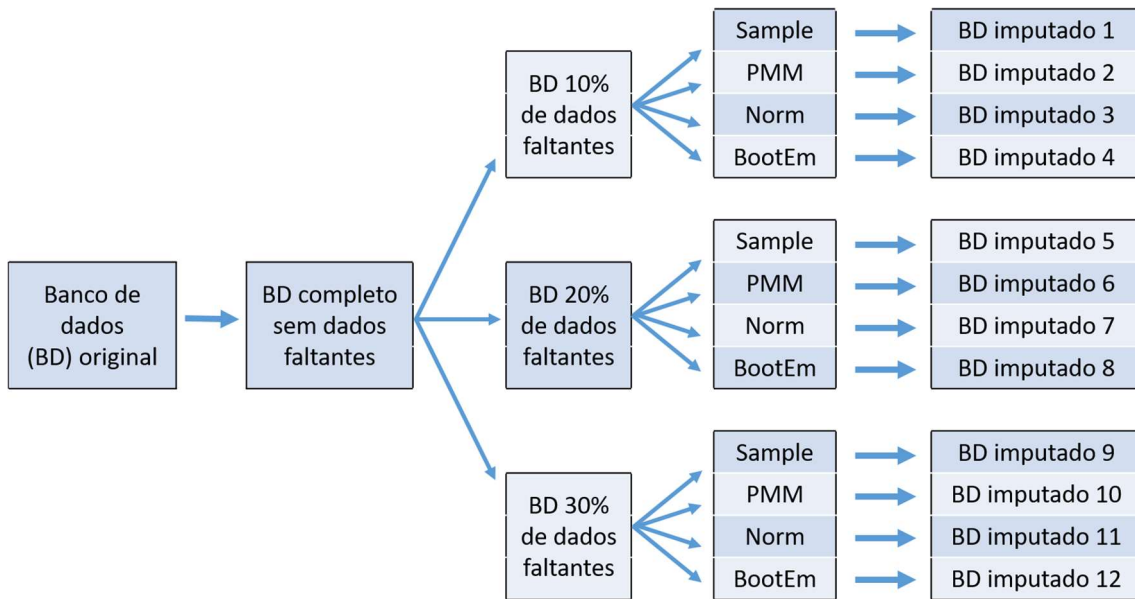 Banco de
dados
(BD) original
BD completo
sem dados
faltantes
BD 10%
de dados
faltantes
Sample
BD imputado 1
PMM
BD imputado 2
Norm
BD imputado 3
BootEm
BD imputado 4
BD 20%
de dados
faltantes
Sample
BD imputado 5
PMM
BD imputado 6
Norm
BD imputado 7
BootEm
BD imputado 8
BD 30%
de dados
faltantes
Sample
BD imputado 9
PMM
BD imputado 10
Norm
BD imputado 11
BootEm
BD imputado 12